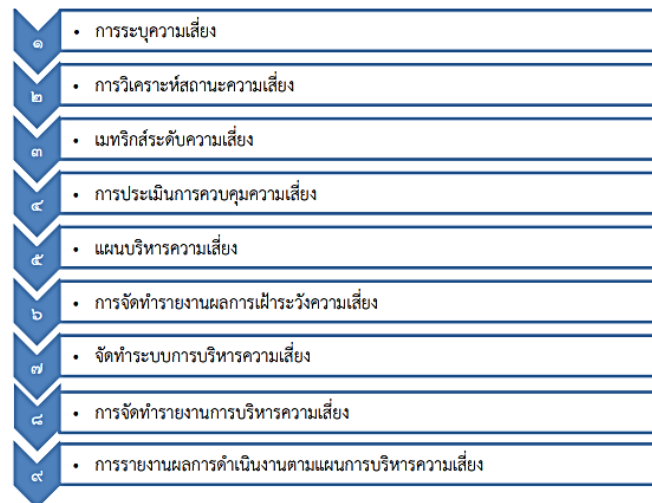 ๑ • การระบุความเสี่ยง
๒ • การวิเคราะห์สถานะความเสี่ยง
๓ • เมทริกส์ระดับความเสี่ยง
๔ • การประเมินการควบคุมความเสี่ยง
๕ • แผนบริหารความเสี่ยง
๖ • การจัดทำรายงานผลการเฝ้าระวังความเสี่ยง
๗ • จัดทำระบบการบริหารความเสี่ยง
๘ • การจัดทำรายงานการบริหารความเสี่ยง
๙ • การรายงานผลการดำเนินงานตามแผนการบริหารความเสี่ยง